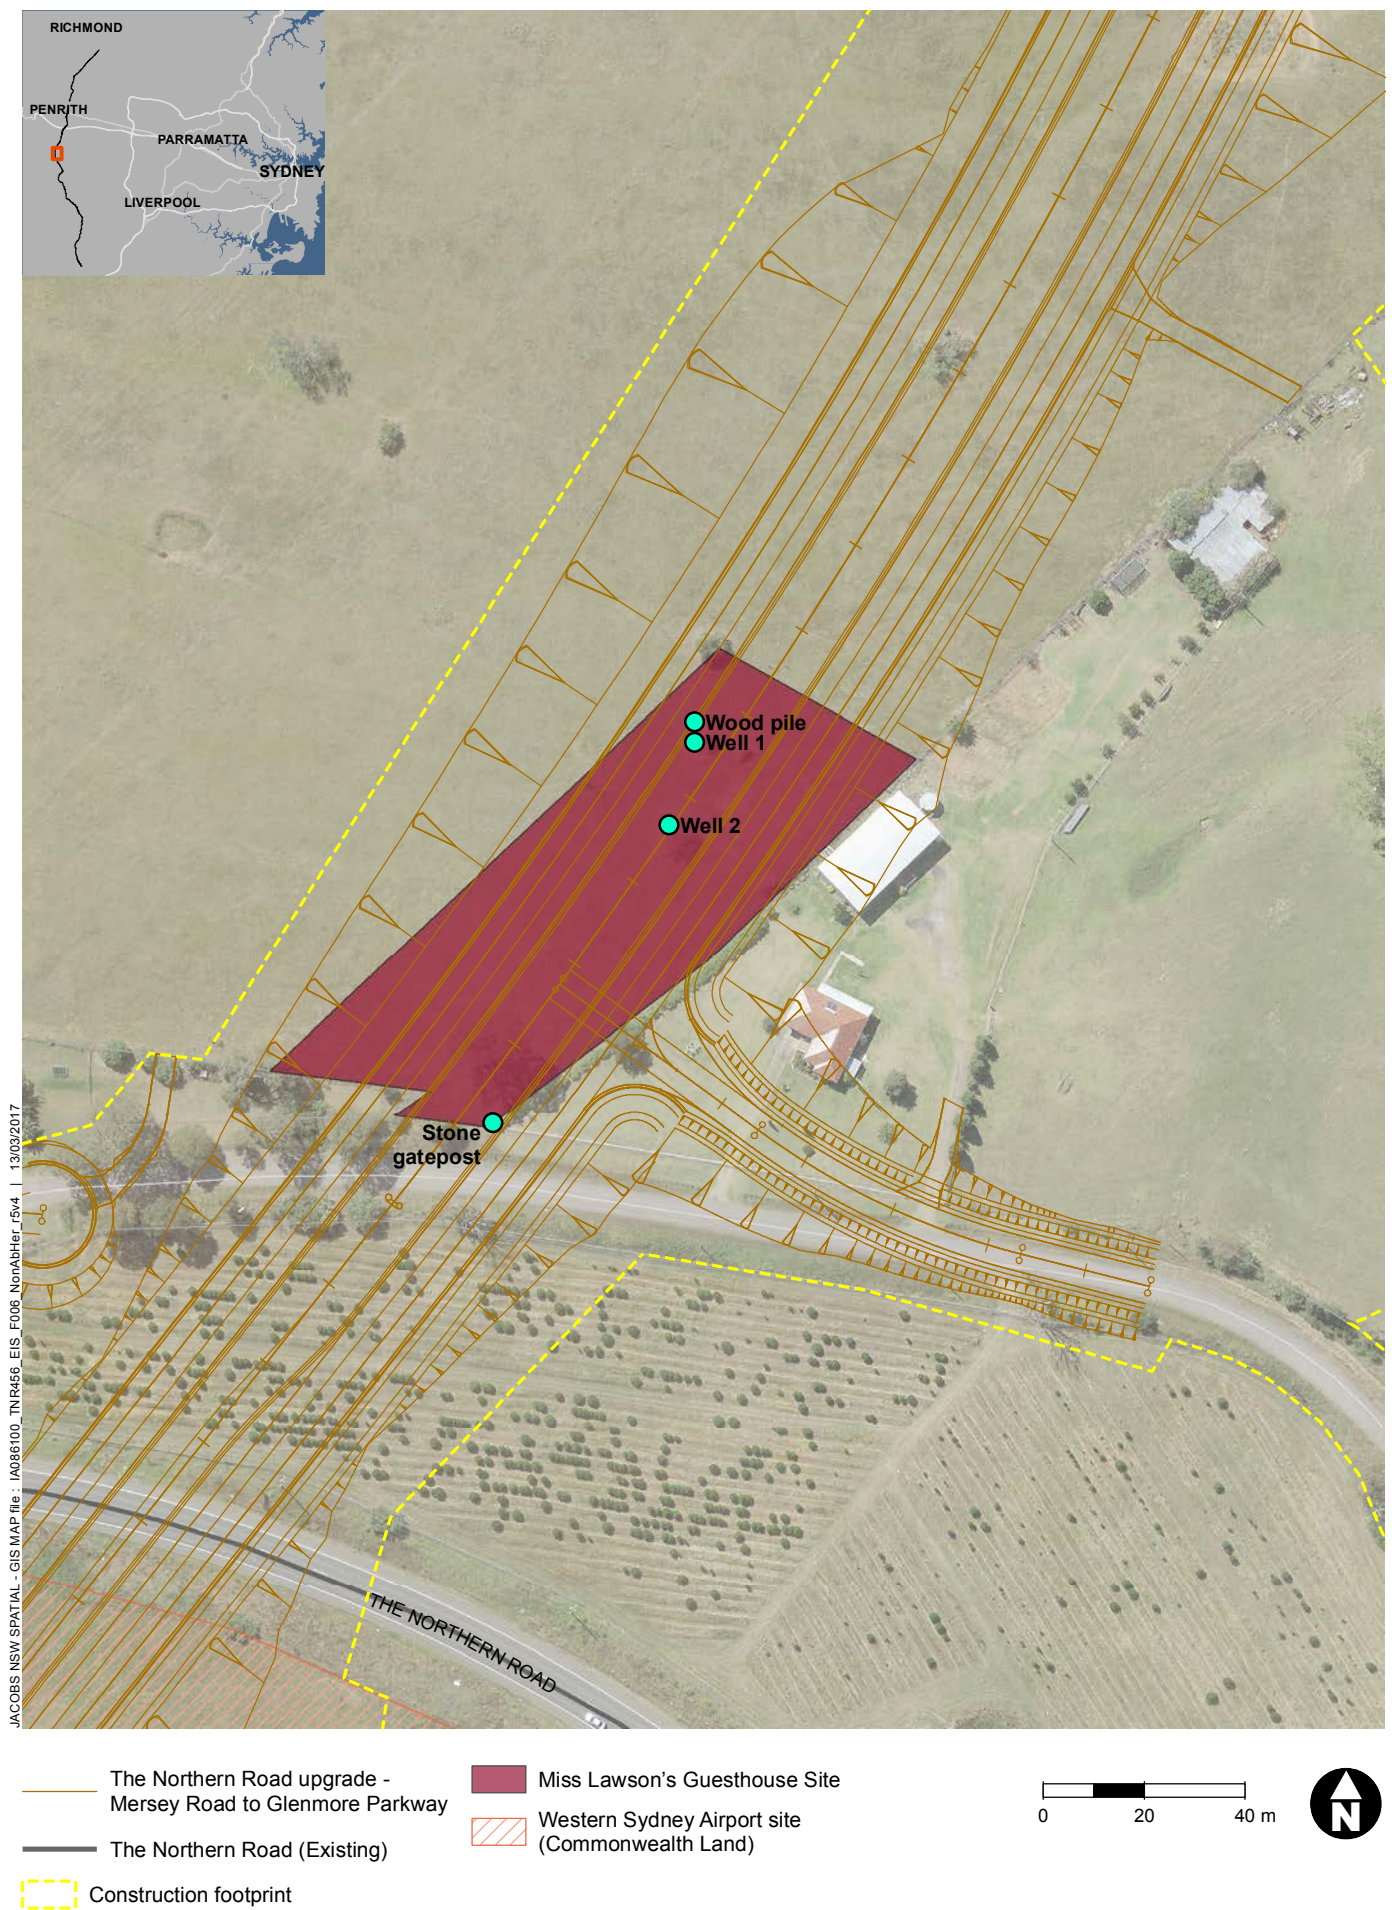 RICHMOND
PENRITH
PARRAMATTA
SYDNEY
LIVERPOOL
Wood pile
Well 1
Well 2
Stone
gatepost
THE NORTHERN ROAD
JACOBS NSW SPATIAL - GIS MAP file : IA086100_TNR456_EIS_F006_NonAbHer_r5v4 | 13/03/2017
The Northern Road upgrade -
Mersey Road to Glenmore Parkway
The Northern Road (Existing)
Construction footprint
Miss Lawson's Guesthouse Site
Western Sydney Airport site
(Commonwealth Land)
0 20 40 m
N